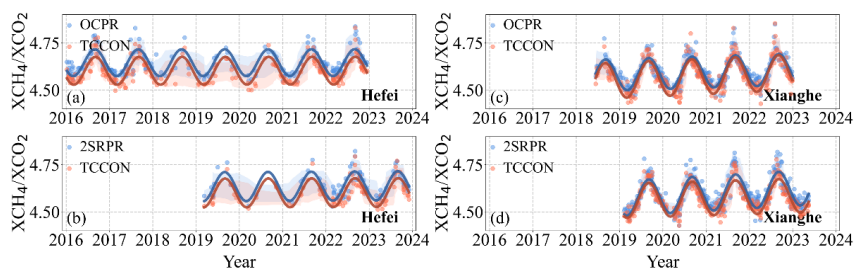 OCPR
TCCON
XCH₄/XCO₂
4.75
4.50
(a)
Hefei
2016 2017 2018 2019 2020 2021 2022 2023 2024
OCPR
TCCON
XCH₄/XCO₂
4.75
4.50
(c)
Xianghe
2016 2017 2018 2019 2020 2021 2022 2023 2024
2SRPR
TCCON
XCH₄/XCO₂
4.75
4.50
(b)
Hefei
2016 2017 2018 2019 2020 2021 2022 2023 2024
Year
2SRPR
TCCON
XCH₄/XCO₂
4.75
4.50
(d)
Xianghe
2016 2017 2018 2019 2020 2021 2022 2023 2024
Year